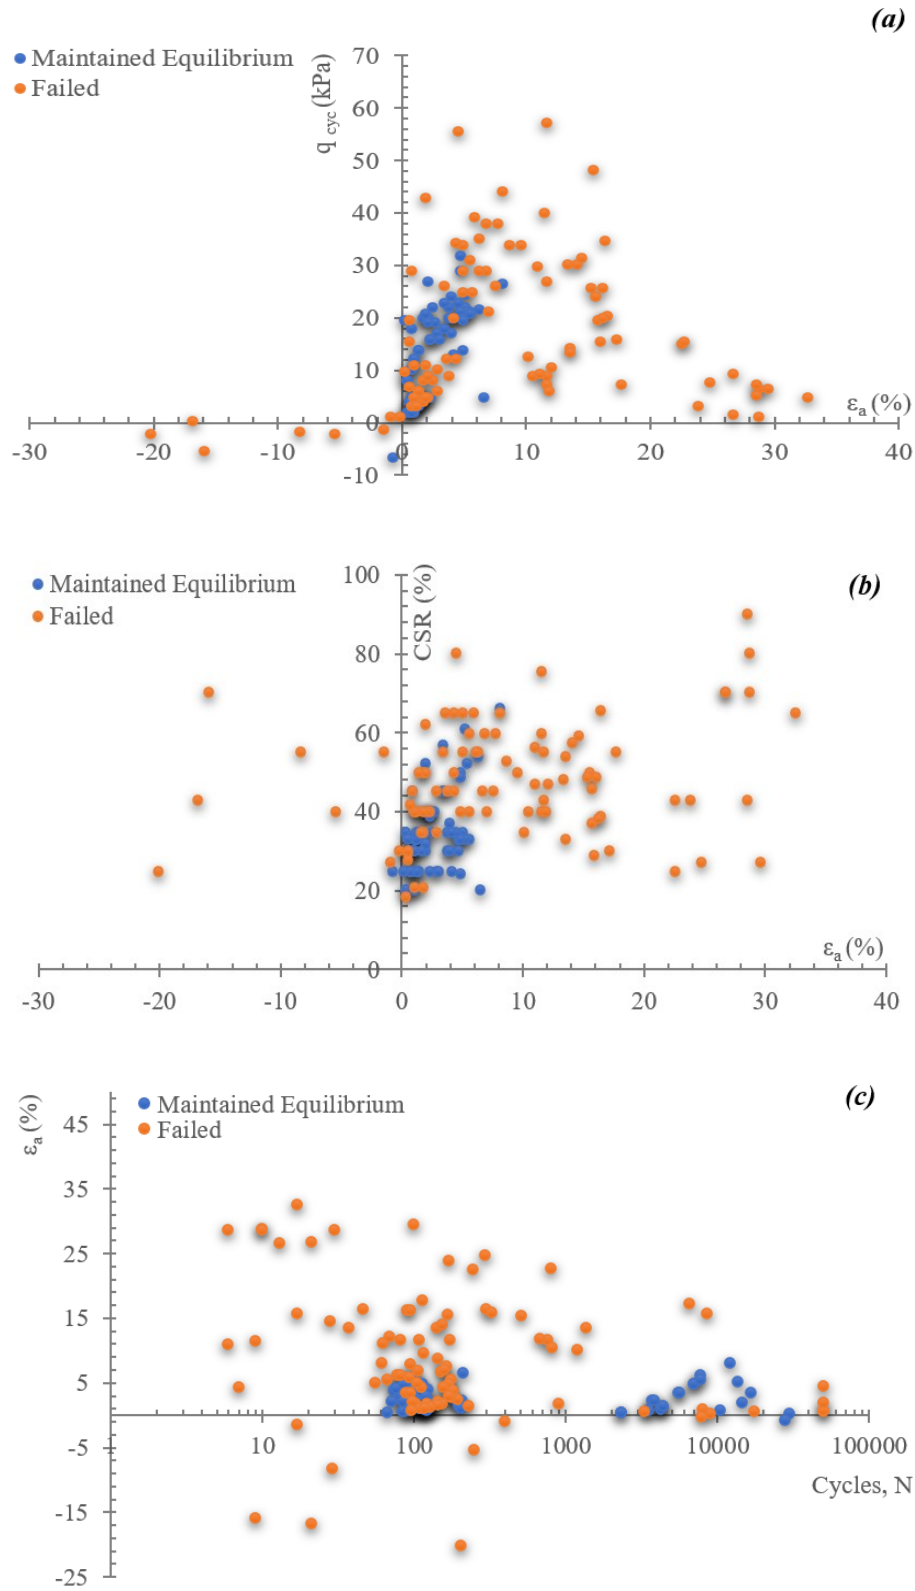 (a)
Maintained Equilibrium
Failed
q cyc (kPa)
70
60
50
40
30
20
10
0
-10
-30
-20
-10
0
10
20
30
40
εa (%)
(b)
Maintained Equilibrium
Failed
CSR (%)
100
80
60
40
20
0
-30
-20
-10
0
10
20
30
40
εa (%)
(c)
Maintained Equilibrium
Failed
εa (%)
45
35
25
15
5
-5
-15
-25
10
100
1000
10000
100000
Cycles, N